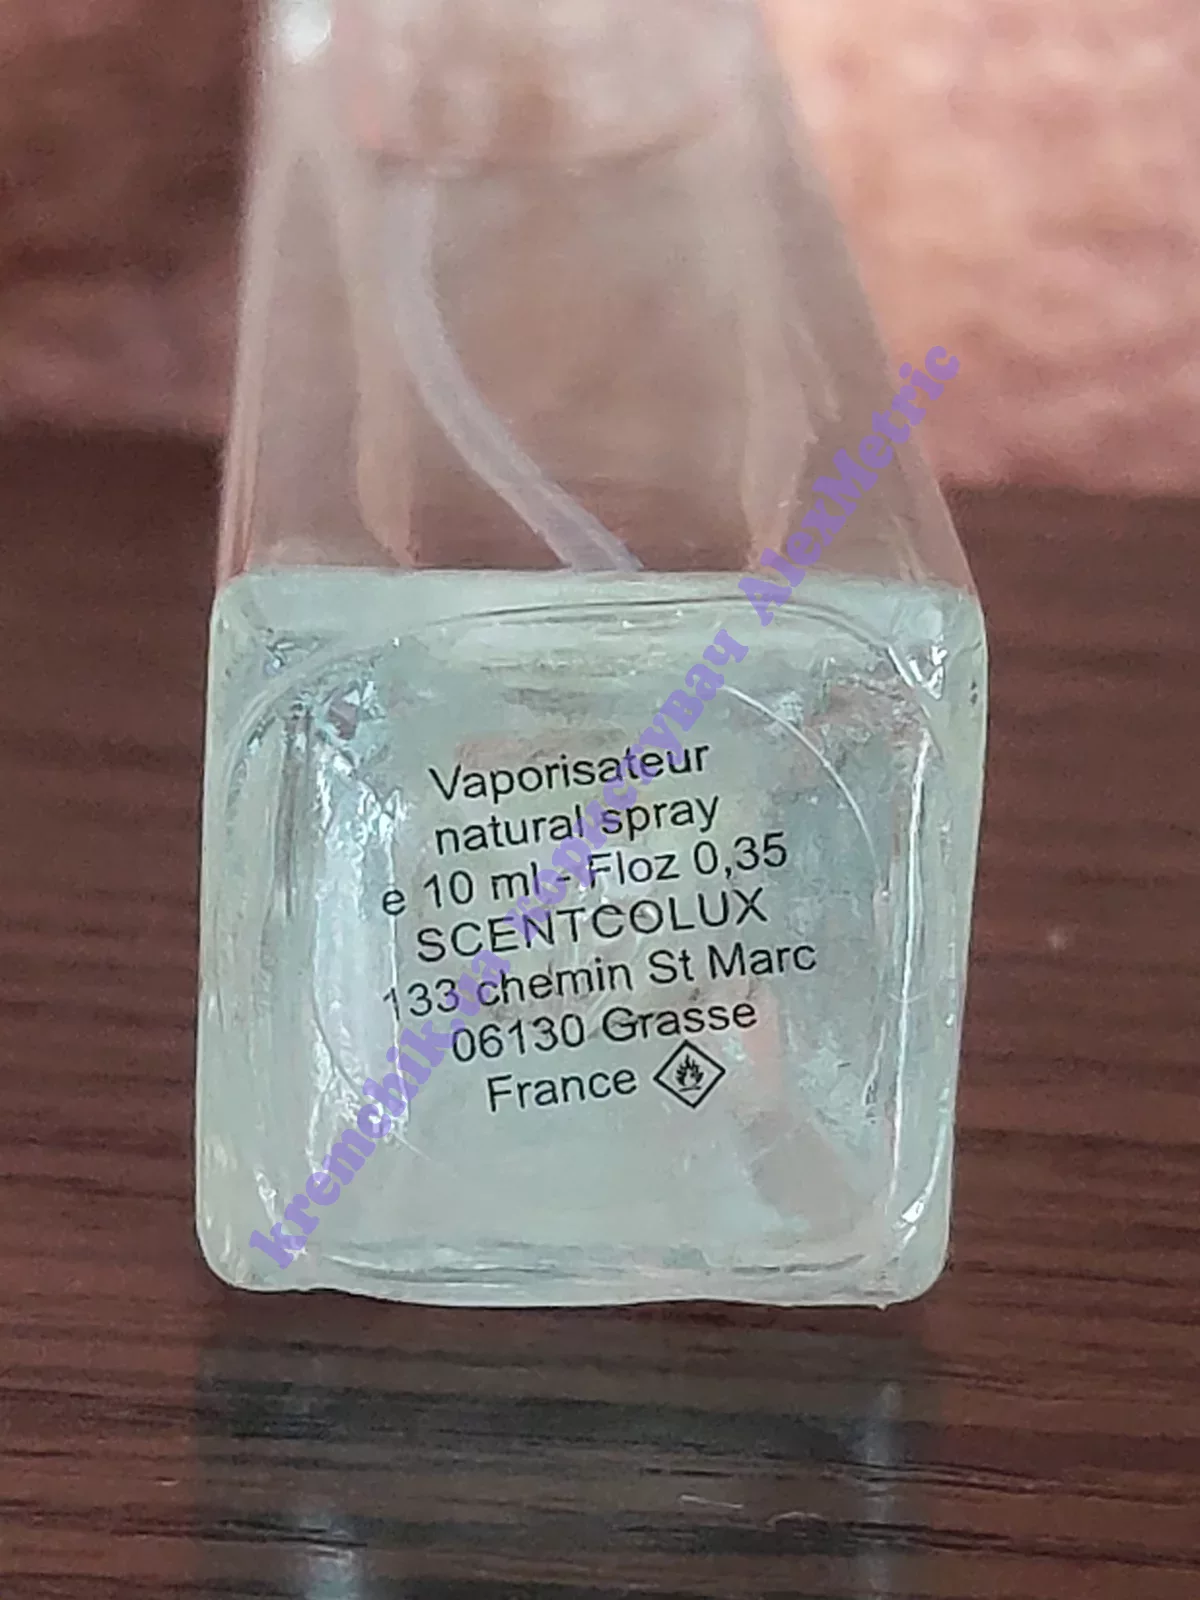 Vaporisateur
natural spray
e 10 ml - Floz 0,35
SCENTCOLUX
133 chemin St Marc
06130 Grasse
France
kremchik.ua користувач AlexMetric